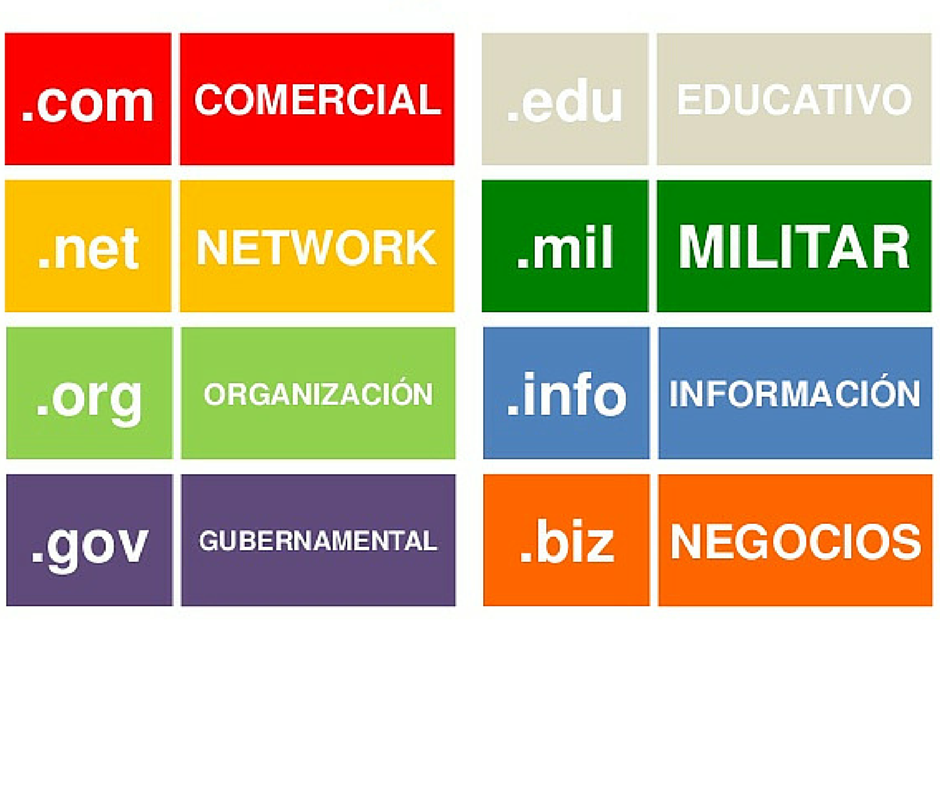 .com COMERCIAL
.net NETWORK
.org ORGANIZACIÓN
.gov GUBERNAMENTAL
.edu EDUCATIVO
.mil MILITAR
.info INFORMACIÓN
.biz NEGOCIOS